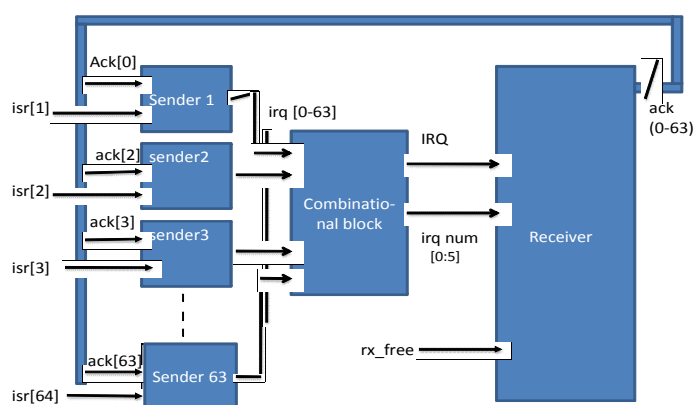 Ack[0]
isr[1]
Sender 1
irq [0-63]
ack[2]
isr[2]
sender2
ack[3]
isr[3]
sender3
ack[63]
isr[64]
Sender 63
Combinatio-
nal block
IRQ
irq num
[0:5]
rx_free
Receiver
ack
(0-63)